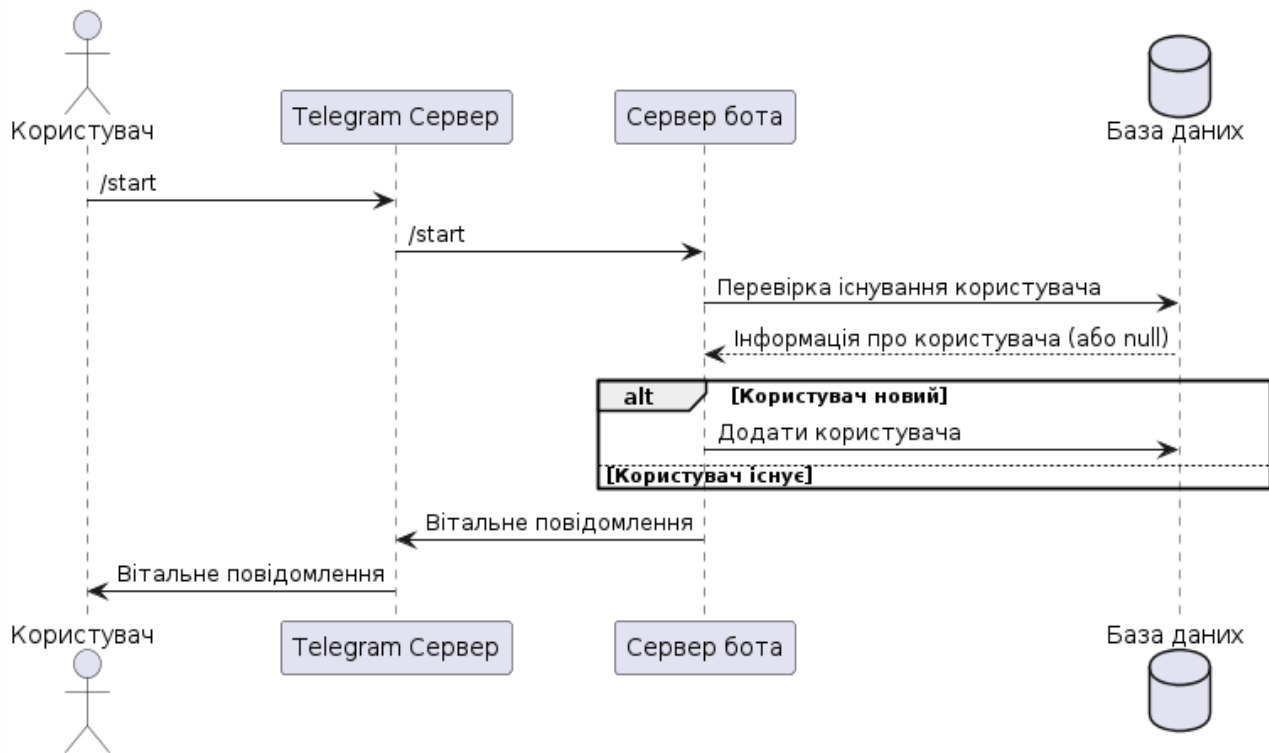 Користувач
Telegram Сервер
Сервер бота
База даних
/start
/start
Перевірка існування користувача
Інформація про користувача (або null)
alt
[Користувач новий]
Додати користувача
[Користувач існує]
Вітальне повідомлення
Вітальне повідомлення
Користувач
Telegram Сервер
Сервер бота
База даних